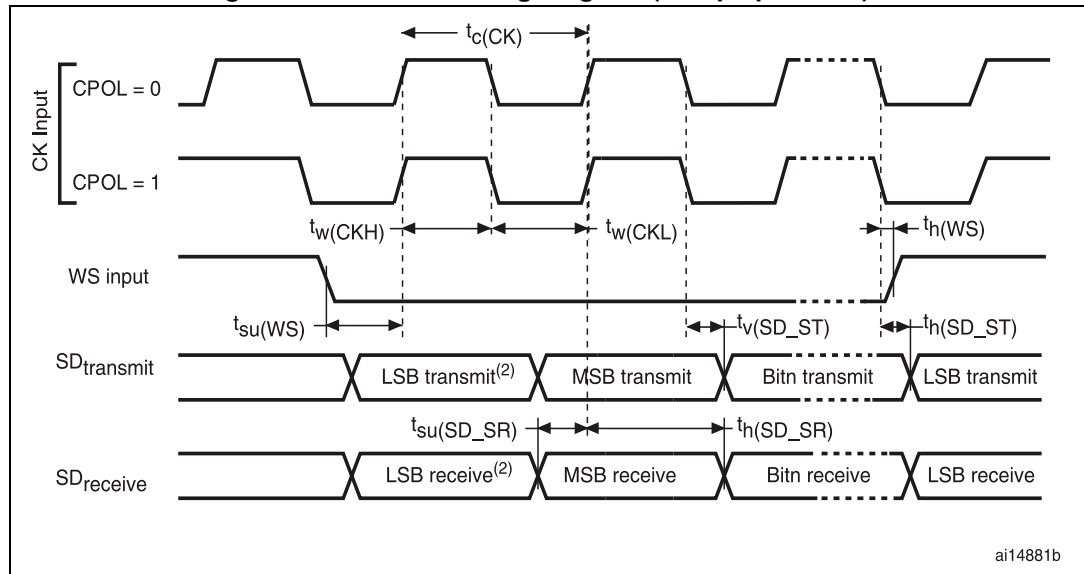 tc(CK)
CK Input
CPOL = 0
CPOL = 1
tw(CKH)
tw(CKL)
th(WS)
WS input
tsu(WS)
tv(SD_ST)
th(SD_ST)
SDtransmit
LSB transmit(2)
MSB transmit
Bitn transmit
LSB transmit
tsu(SD_SR)
th(SD_SR)
SDreceive
LSB receive(2)
MSB receive
Bitn receive
LSB receive
ai14881b